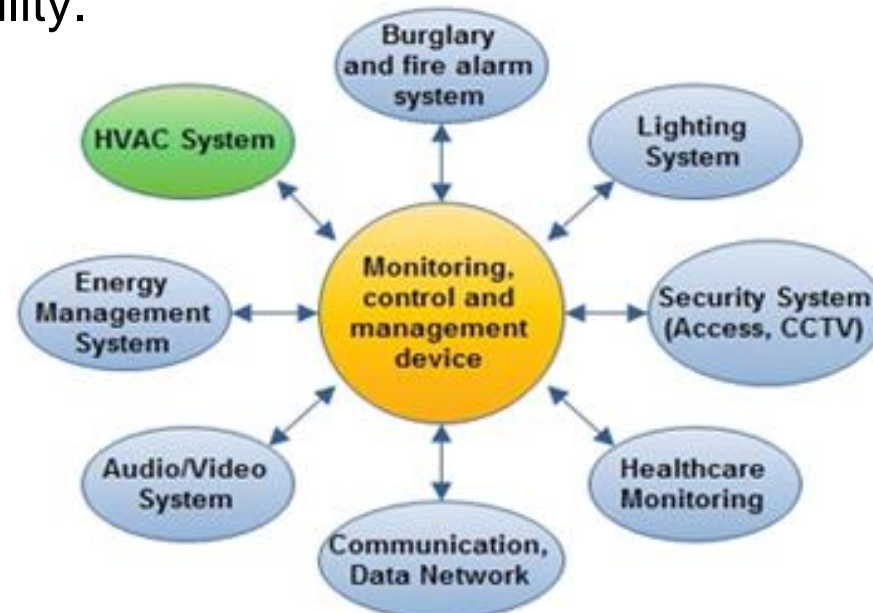 Burglary
and fire alarm
system
HVAC System
Lighting
System
Monitoring,
control and
management
device
Energy
Management
System
Security System
(Access, CCTV)
Audio/Video
System
Healthcare
Monitoring
Communication,
Data Network